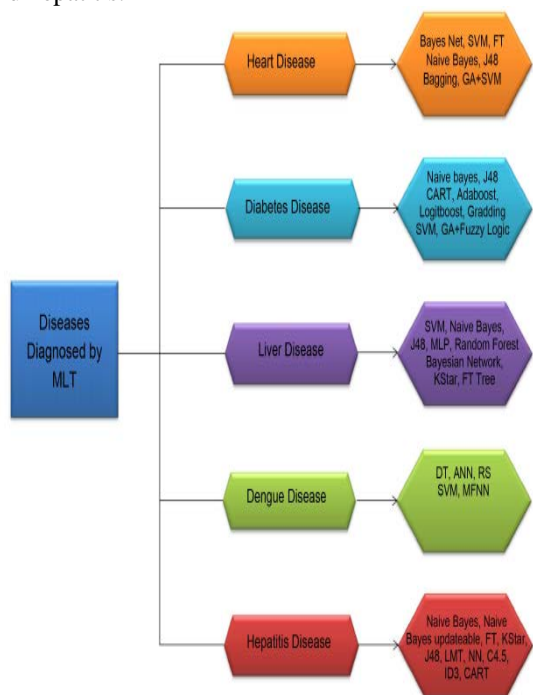 Diseases
Diagnosed by
MLT
Heart Disease
Bayes Net, SVM, FT
Naive Bayes, J48
Bagging, GA+SVM
Diabetes Disease
Naive bayes, J48
CART, Adaboost,
Logitboost, Gradding
SVM, GA+Fuzzy Logic
Liver Disease
SVM, Naive Bayes,
J48, MLP, Random Forest
Bayesian Network,
KStar, FT Tree
Dengue Disease
DT, ANN, RS
SVM, MFNN
Hepatitis Disease
Naive Bayes, Naive
Bayes updateable, FT, KStar,
J48, LMT, NN, C4.5,
ID3, CART